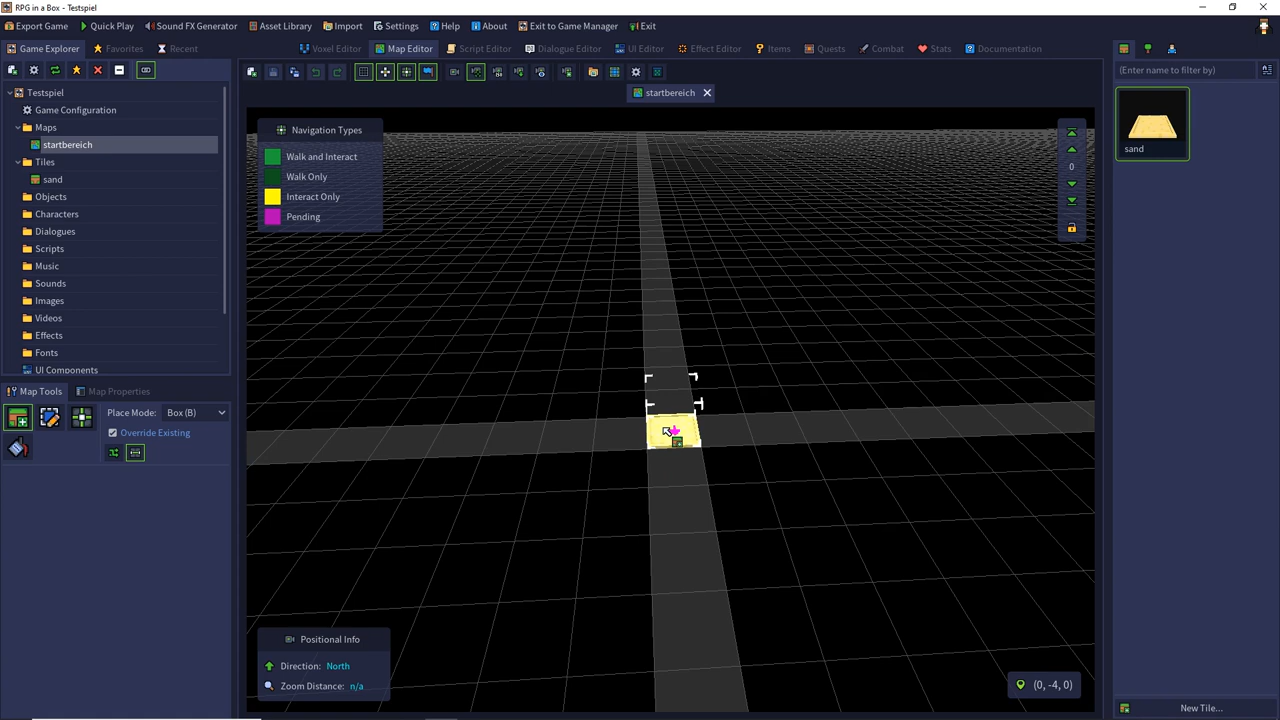 RPG in a Box - Testspiel
Export Game Quick Play Sound FX Generator Asset Library Import Settings Help About Exit to Game Manager Exit
Game Explorer Favorites Recent Voxel Editor Map Editor Script Editor Dialogue Editor UI Editor Effect Editor Items Quests Combat Stats Documentation
(Enter name to filter by)
startbereich
Testspiel
Game Configuration
Maps
startbereich
Tiles
sand
Objects
Characters
Dialogues
Scripts
Music
Sounds
Images
Videos
Effects
Fonts
UI Components
Map Tools Map Properties
Place Mode: Box (B)
Override Existing
Navigation Types
Walk and Interact
Walk Only
Interact Only
Pending
0
sand
Positional Info
Direction: North
Zoom Distance: n/a
(0, -4, 0)
New Tile...